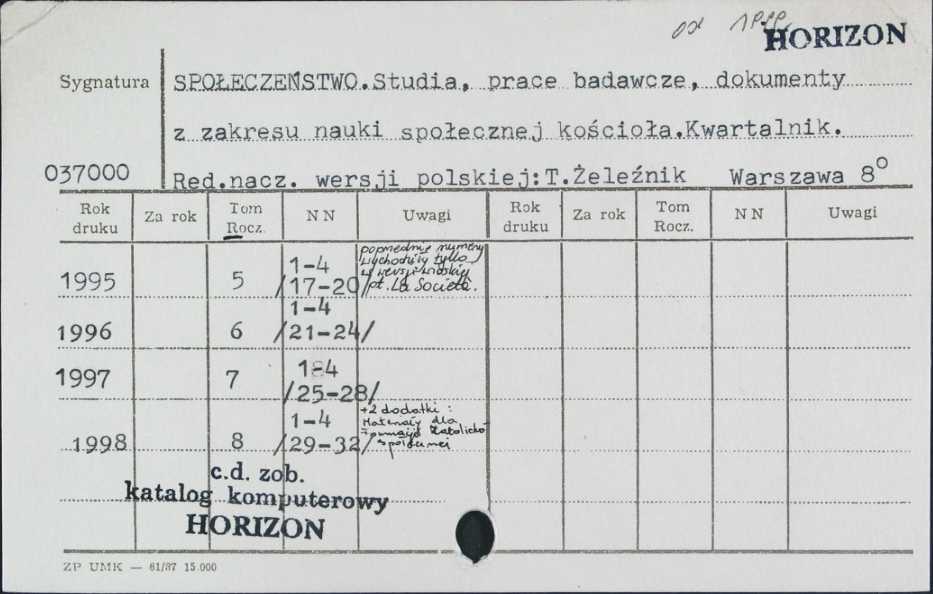 od 1999
HORIZON
Sygnatura SPOŁECZEŃSTWO.Studia, prace badawcze, dokumenty
z zakresu nauki społecznej kościoła.Kwartalnik.
037000 Red.nacz. wersji polskiej:T.Żeleźnik Warszawa 8°
Rok druku Za rok Tom Rocz. NN Uwagi Rok druku Za rok Tom Rocz. NN Uwagi
poprzednie numery
wychodziły tylko
1-4 w wersji włoskiej
1995 5 /17-20/ pt. La Società.
1-4
1996 6 /21-24/
1-4
1997 7 /25-28/
+2 dodatki :
1-4 Materiały dla
Katolicko
1998 8 /29-32/ społecznej
c.d. zob.
katalog komputerowy
HORIZON
ZP UMK — 61/87 15.000